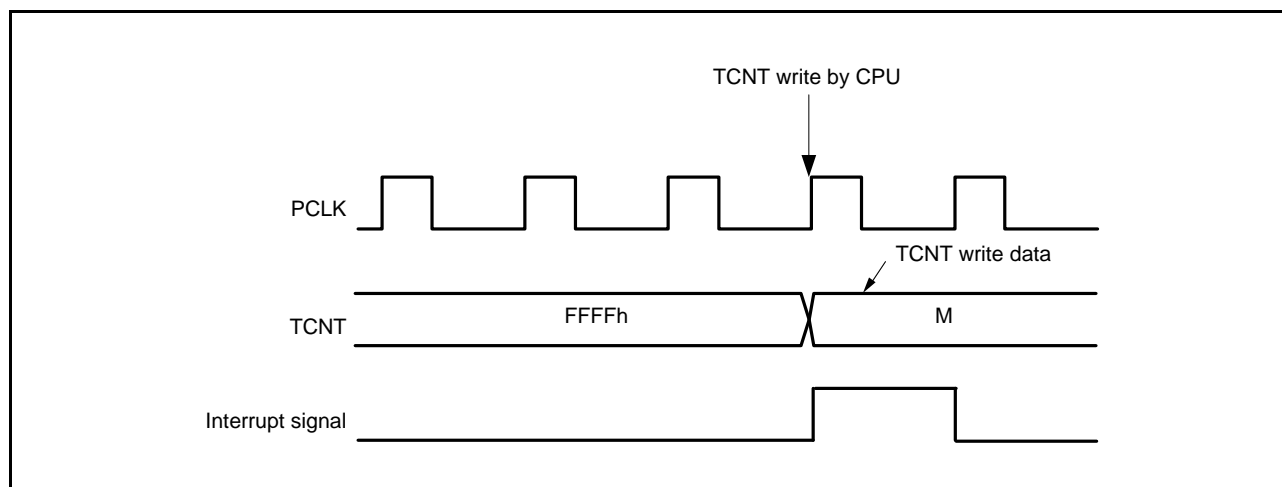 TCNT write by CPU
PCLK
TCNT write data
TCNT
FFFFh
M
Interrupt signal